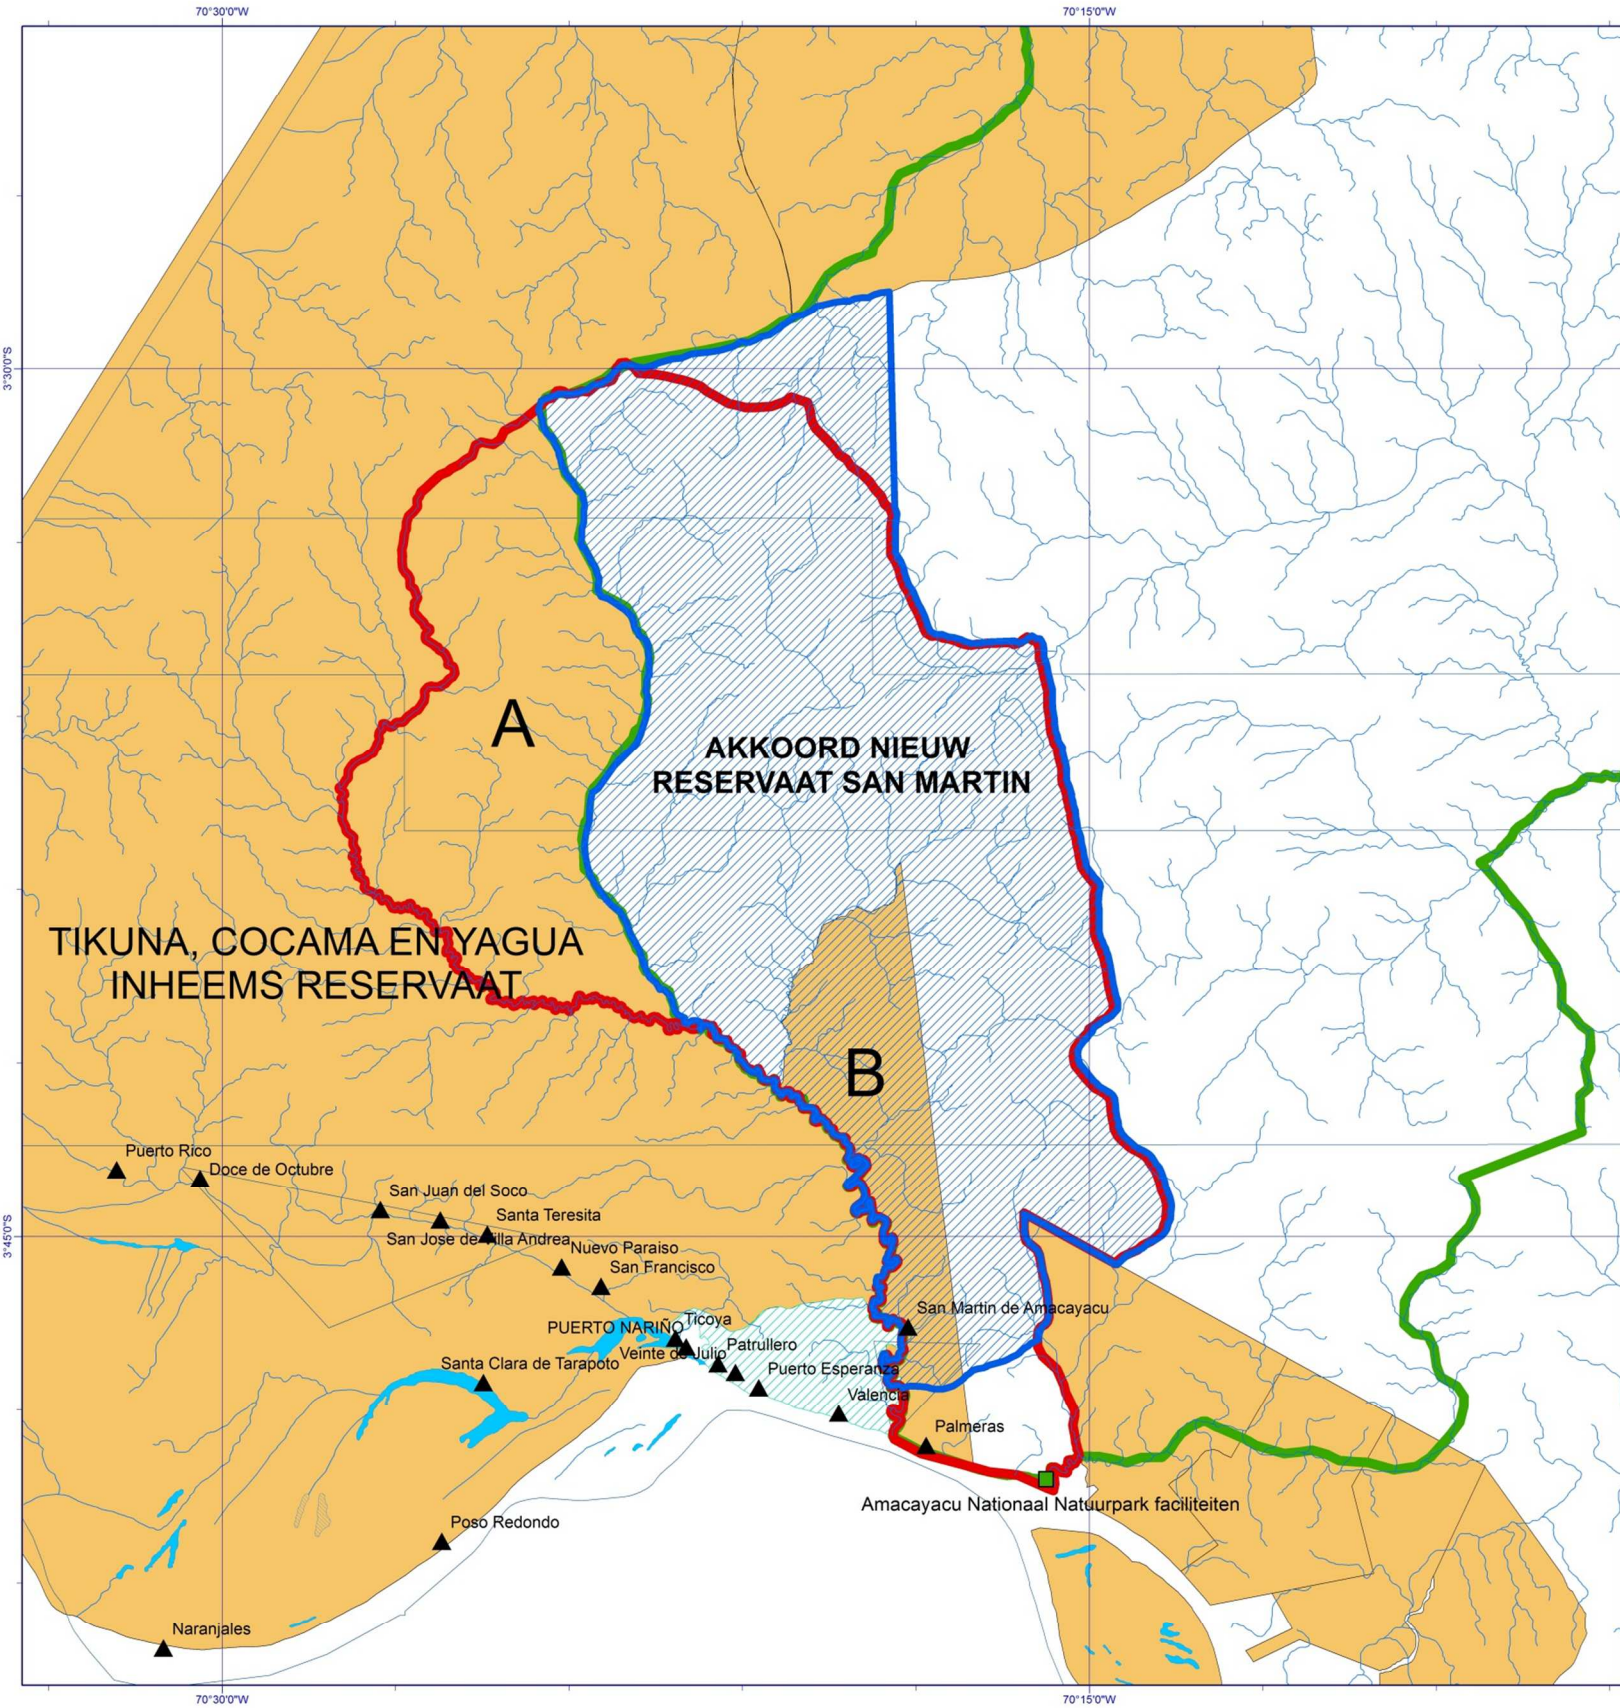 70°30'0"W
70°15'0"W
3°30'0"S
A
AKKOORD NIEUW
RESERVAAT SAN MARTIN
TIKUNA, COCAMA EN YAGUA
INHEEMS RESERVAAT
B
Puerto Rico
Doce de Octubre
San Juan del Soco
Santa Teresita
San Jose de Villa Andrea
Nuevo Paraiso
San Francisco
3°45'0"S
San Martin de Amacayacu
Ticoya
PUERTO NARIÑO
Patrullero
Veinte de Julio
Santa Clara de Tarapoto
Puerto Esperanza
Valencia
Palmeras
Amacayacu Nationaal Natuurpark faciliteiten
Poso Redondo
Naranjales
70°30'0"W
70°15'0"W